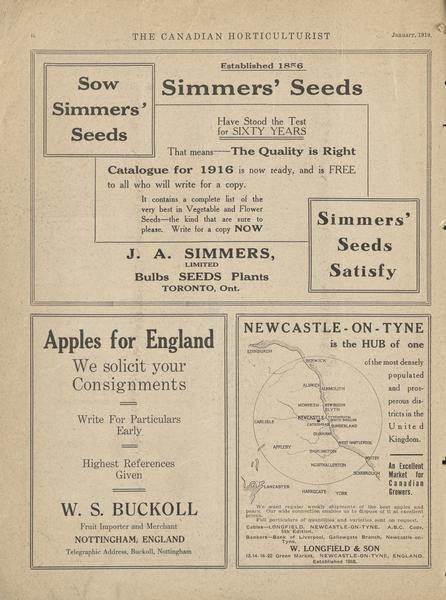 ii.
THE CANADIAN HORTICULTURIST
January, 1916.
Sow
Simmers'
Seeds
Established 1856
Simmers' Seeds
Have Stood the Test
for SIXTY YEARS
That means—The Quality is Right
Catalogue for 1916 is now ready, and is FREE
to all who will write for a copy.
It contains a complete list of the
very best in Vegetable and Flower
Seeds—the kind that are sure to
please. Write for a copy NOW
J. A. SIMMERS,
LIMITED
Bulbs SEEDS Plants
TORONTO, Ont.
Simmers'
Seeds
Satisfy
Apples for England
We solicit your
Consignments
Write For Particulars
Early
Highest References
Given
W. S. BUCKOLL
Fruit Importer and Merchant
NOTTINGHAM, ENGLAND
Telegraphic Address, Buckoll, Nottingham
NEWCASTLE-ON-TYNE
is the HUB of one
of the most densely
populated
and pros-
perous dis-
tricts in the
United
Kingdom.
An Excellent
Market for
Canadian
Growers.
EDINBURGH
BERWICK
ALNWICK
ALNMOUTH
MORPETH
BLYTH
NEWCASTLE
CARLISLE
GATESHEAD
SUNDERLAND
DURHAM
WEST HARTLEPOOL
APPLEBY
DARLINGTON
WHITBY
NORTHALLERTON
SCARBOROUGH
LANCASTER
HARROGATE
YORK
We want regular weekly shipments of the best apples and
pears. Our wide connection enables us to dispose of it at excellent
prices.
Full particulars of quantities and varieties sent on request.
Cables—LONGFIELD, NEWCASTLE-ON-TYNE. A.B.C. Code,
5th Edition.
Bankers—Bank of Liverpool, Gallowgate Branch, Newcastle-on-
Tyne.
W. LONGFIELD & SON
12,14-16-22 Green Market, NEWCASTLE-ON-TYNE, ENGLAND.
Established